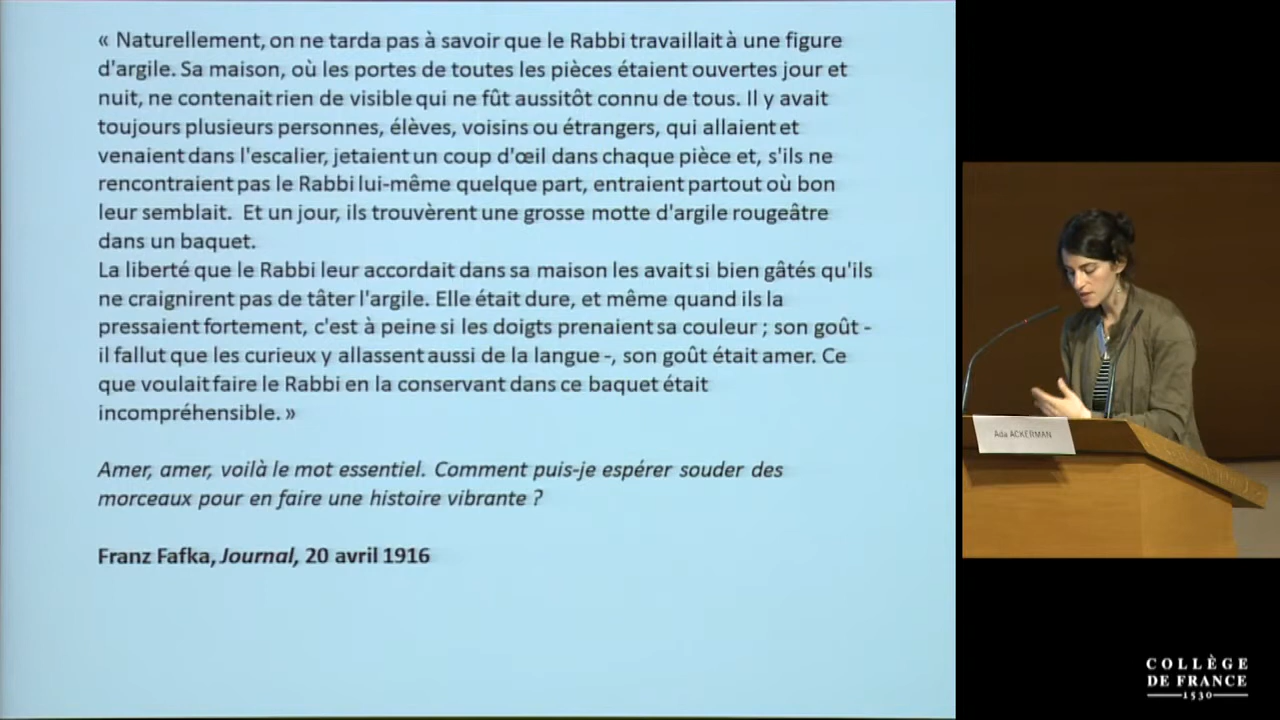 « Naturellement, on ne tarda pas à savoir que le Rabbi travaillait à une figure
d'argile. Sa maison, où les portes de toutes les pièces étaient ouvertes jour et
nuit, ne contenait rien de visible qui ne fût aussitôt connu de tous. Il y avait
toujours plusieurs personnes, élèves, voisins ou étrangers, qui allaient et
venaient dans l'escalier, jetaient un coup d'œil dans chaque pièce et, s'ils ne
rencontraient pas le Rabbi lui-même quelque part, entraient partout où bon
leur semblait. Et un jour, ils trouvèrent une grosse motte d'argile rougeâtre
dans un baquet.
La liberté que le Rabbi leur accordait dans sa maison les avait si bien gâtés qu'ils
ne craignirent pas de tâter l'argile. Elle était dure, et même quand ils la
pressaient fortement, c'est à peine si les doigts prenaient sa couleur ; son goût -
il fallut que les curieux y allassent aussi de la langue -, son goût était amer. Ce
que voulait faire le Rabbi en la conservant dans ce baquet était
incompréhensible. »
Amer, amer, voilà le mot essentiel. Comment puis-je espérer souder des
morceaux pour en faire une histoire vibrante ?
Franz Fafka, Journal, 20 avril 1916
Ada ACKERMAN
COLLÈGE
DE FRANCE
1530